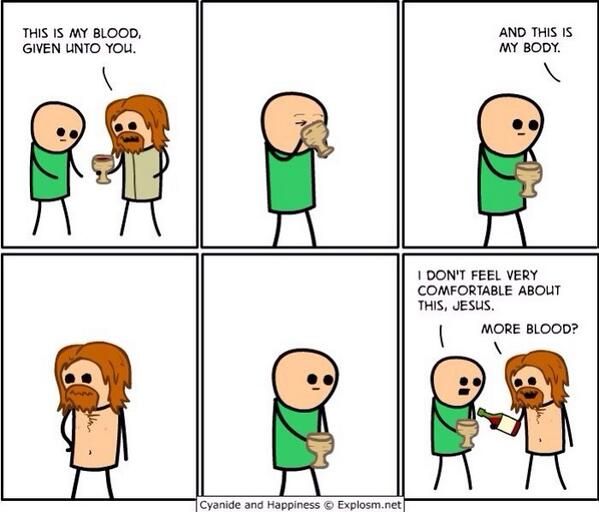 THIS IS MY BLOOD,
GIVEN UNTO YOU.
AND THIS IS
MY BODY.
I DON'T FEEL VERY
COMFORTABLE ABOUT
THIS, JESUS.
MORE BLOOD?
Cyanide and Happiness © Explosm.net